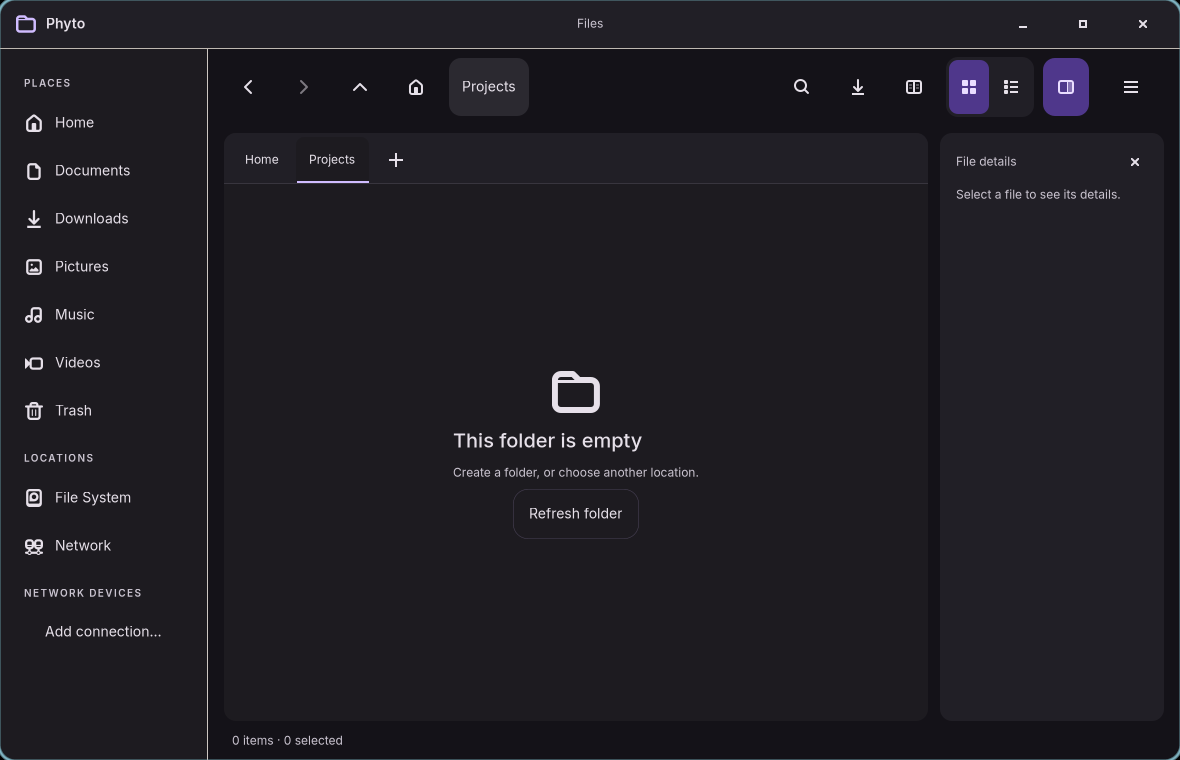 Phyto
Files
PLACES
Home
Documents
Downloads
Pictures
Music
Videos
Trash
LOCATIONS
File System
Network
NETWORK DEVICES
Add connection...
Projects
Home
Projects
This folder is empty
Create a folder, or choose another location.
Refresh folder
File details
Select a file to see its details.
0 items · 0 selected